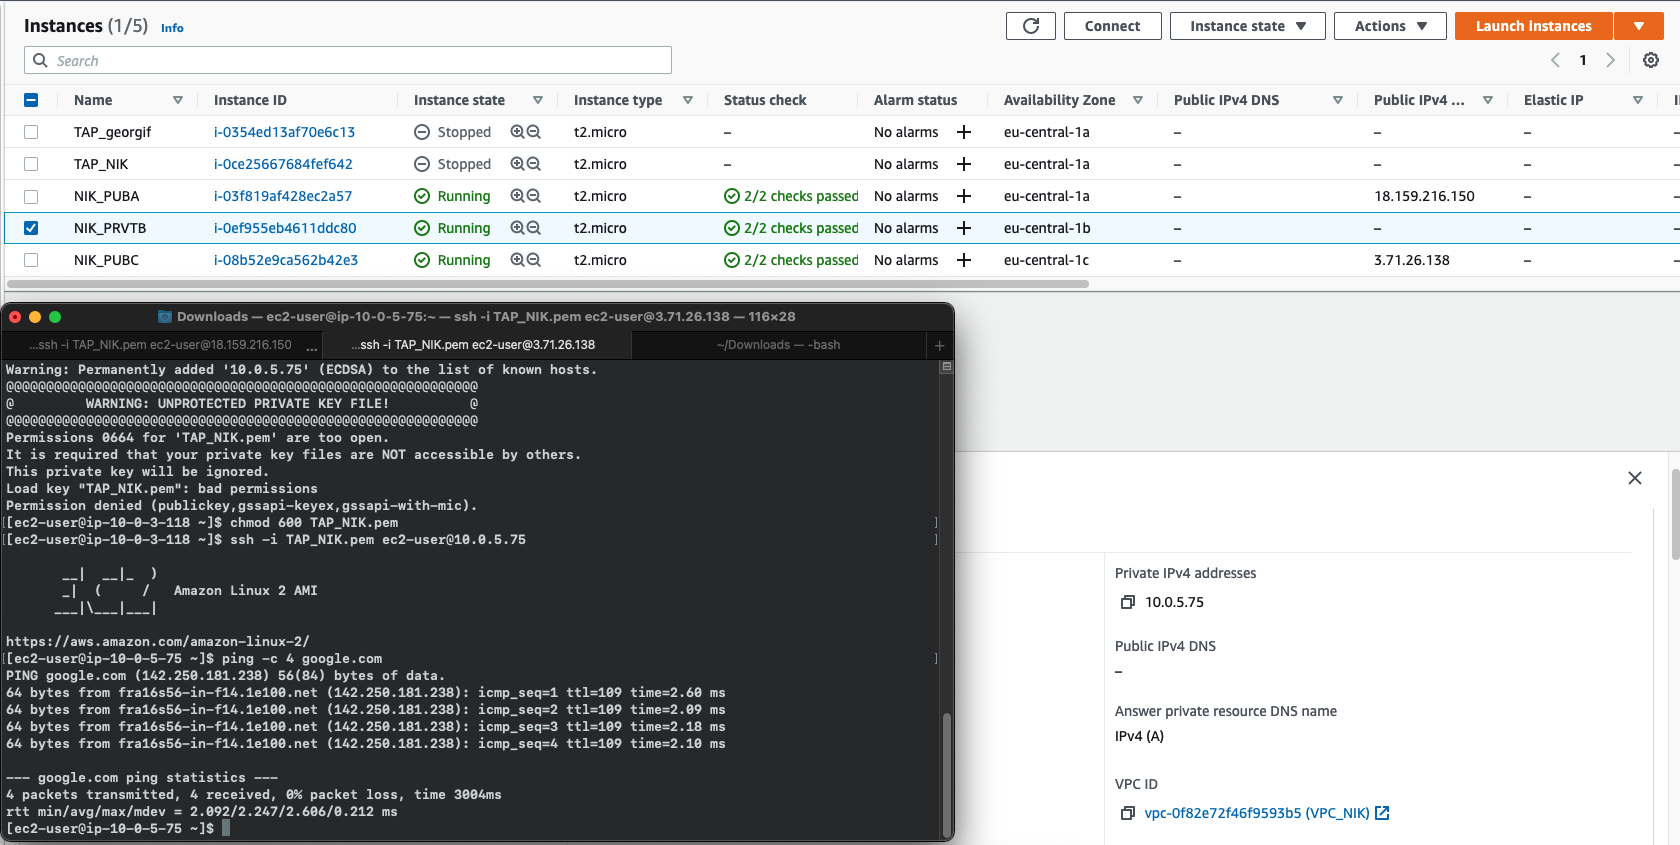 Instances (1/5) Info
Connect
Instance state
Actions
Launch instances
Search
1
Name Instance ID Instance state Instance type Status check Alarm status Availability Zone Public IPv4 DNS Public IPv4 ... Elastic IP
TAP_georgif i-0354ed13af70e6c13 Stopped t2.micro – No alarms + eu-central-1a – – –
TAP_NIK i-0ce25667684fef642 Stopped t2.micro – No alarms + eu-central-1a – – –
NIK_PUBA i-03f819af428ec2a57 Running t2.micro 2/2 checks passed No alarms + eu-central-1a – 18.159.216.150 –
NIK_PRVTB i-0ef955eb4611ddc80 Running t2.micro 2/2 checks passed No alarms + eu-central-1b – – –
NIK_PUBC i-08b52e9ca562b42e3 Running t2.micro 2/2 checks passed No alarms + eu-central-1c – 3.71.26.138 –
Downloads — ec2-user@ip-10-0-5-75:~ — ssh -i TAP_NIK.pem ec2-user@3.71.26.138 — 116×28
...ssh -i TAP_NIK.pem ec2-user@18.159.216.150 ...
...ssh -i TAP_NIK.pem ec2-user@3.71.26.138
~/Downloads — -bash
+
Warning: Permanently added '10.0.5.75' (ECDSA) to the list of known hosts.
@@@@@@@@@@@@@@@@@@@@@@@@@@@@@@@@@@@@@@@@@@@@@@@@@@@@@@@@@@@
@         WARNING: UNPROTECTED PRIVATE KEY FILE!          @
@@@@@@@@@@@@@@@@@@@@@@@@@@@@@@@@@@@@@@@@@@@@@@@@@@@@@@@@@@@
Permissions 0664 for 'TAP_NIK.pem' are too open.
It is required that your private key files are NOT accessible by others.
This private key will be ignored.
Load key "TAP_NIK.pem": bad permissions
Permission denied (publickey,gssapi-keyex,gssapi-with-mic).
[[ec2-user@ip-10-0-3-118 ~]$ chmod 600 TAP_NIK.pem ]
[[ec2-user@ip-10-0-3-118 ~]$ ssh -i TAP_NIK.pem ec2-user@10.0.5.75 ]
       __|  __|_  )
       _|  (     /   Amazon Linux 2 AMI
      ___|\___|___|
https://aws.amazon.com/amazon-linux-2/
[[ec2-user@ip-10-0-5-75 ~]$ ping -c 4 google.com ]
PING google.com (142.250.181.238) 56(84) bytes of data.
64 bytes from fra16s56-in-f14.1e100.net (142.250.181.238): icmp_seq=1 ttl=109 time=2.60 ms
64 bytes from fra16s56-in-f14.1e100.net (142.250.181.238): icmp_seq=2 ttl=109 time=2.09 ms
64 bytes from fra16s56-in-f14.1e100.net (142.250.181.238): icmp_seq=3 ttl=109 time=2.18 ms
64 bytes from fra16s56-in-f14.1e100.net (142.250.181.238): icmp_seq=4 ttl=109 time=2.10 ms
--- google.com ping statistics ---
4 packets transmitted, 4 received, 0% packet loss, time 3004ms
rtt min/avg/max/mdev = 2.092/2.247/2.606/0.212 ms
[ec2-user@ip-10-0-5-75 ~]$
Private IPv4 addresses
10.0.5.75
Public IPv4 DNS
–
Answer private resource DNS name
IPv4 (A)
VPC ID
vpc-0f82e72f46f9593b5 (VPC_NIK)